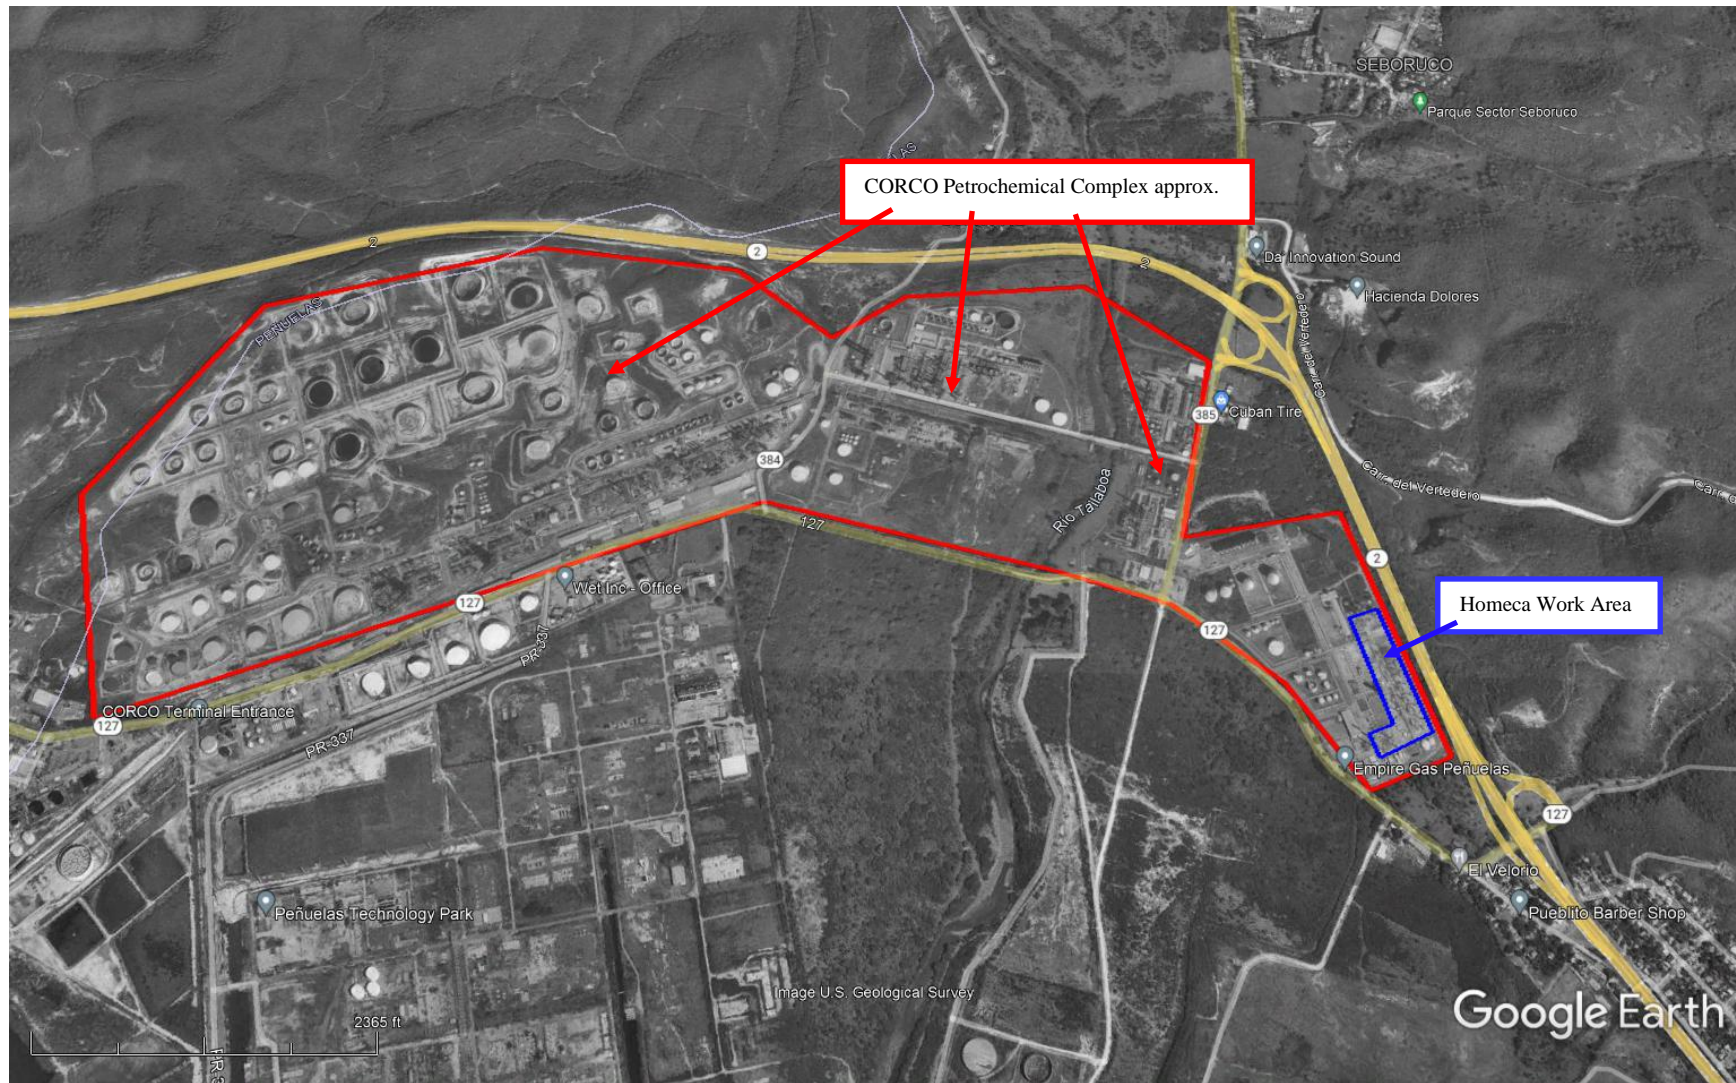 SEBORUCO
Parque Sector Seboruco
CORCO Petrochemical Complex approx.
2
2
2
Da' Innovation Sound
Hacienda Dolores
PEÑUELAS
Carr. del Vertedero
385
Cuban Tire
384
Río Tallaboa
Carr. del Vertedero
127
2
Wet Inc - Office
127
Homeca Work Area
127
PR-337
CORCO Terminal Entrance
127
PR-337
Empire Gas Peñuelas
127
El Velorio
Peñuelas Technology Park
Pueblito Barber Shop
Image U.S. Geological Survey
2365 ft
Google Earth